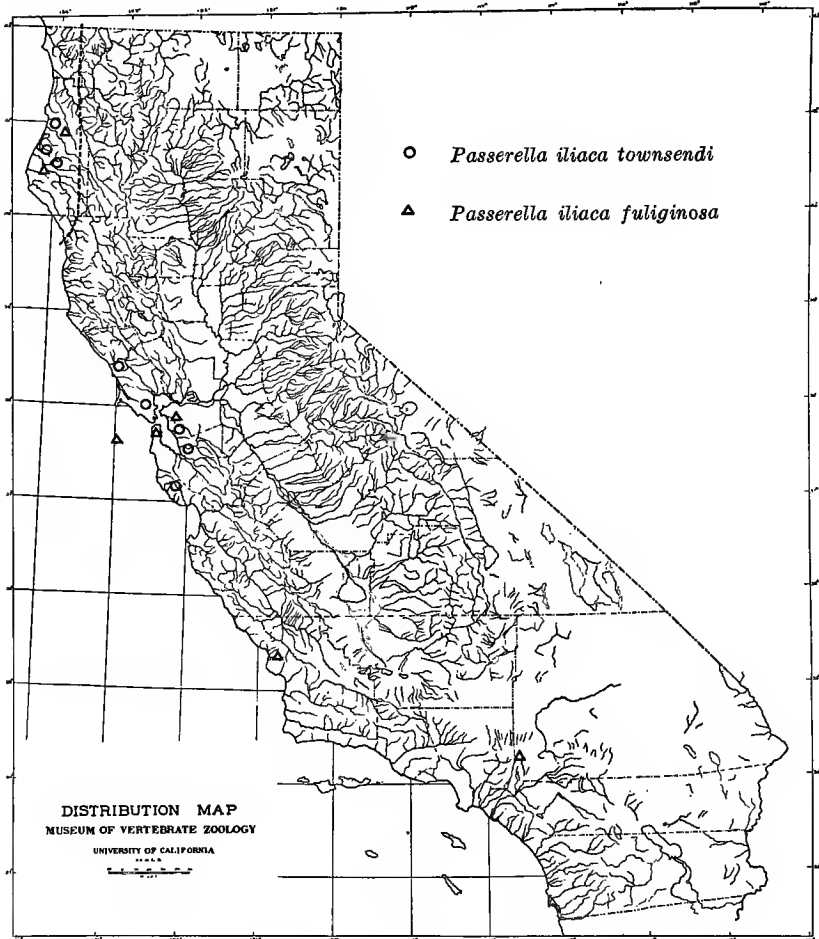 Passerella iliaca townsendi
Passerella iliaca fuliginosa
DISTRIBUTION MAP
MUSEUM OF VERTEBRATE ZOOLOGY
UNIVERSITY OF CALIFORNIA